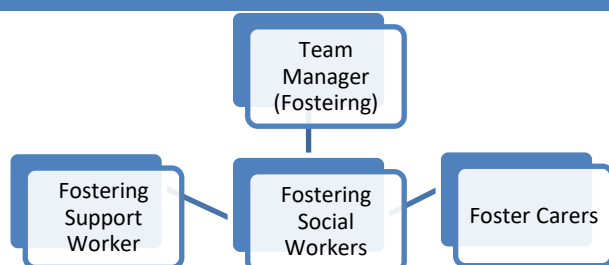 Team
Manager
(Fosteirng)
Fostering
Support
Worker
Fostering
Social
Workers
Foster Carers